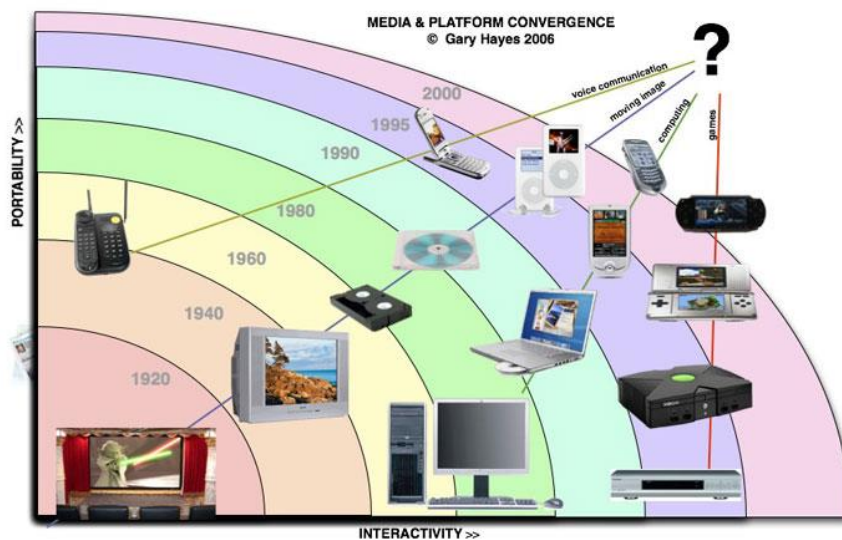 MEDIA & PLATFORM CONVERGENCE
© Gary Hayes 2006
?
voice communication
moving image
computing
games
2000
1995
1990
1980
1960
1940
1920
PORTABILITY >>
INTERACTIVITY >>